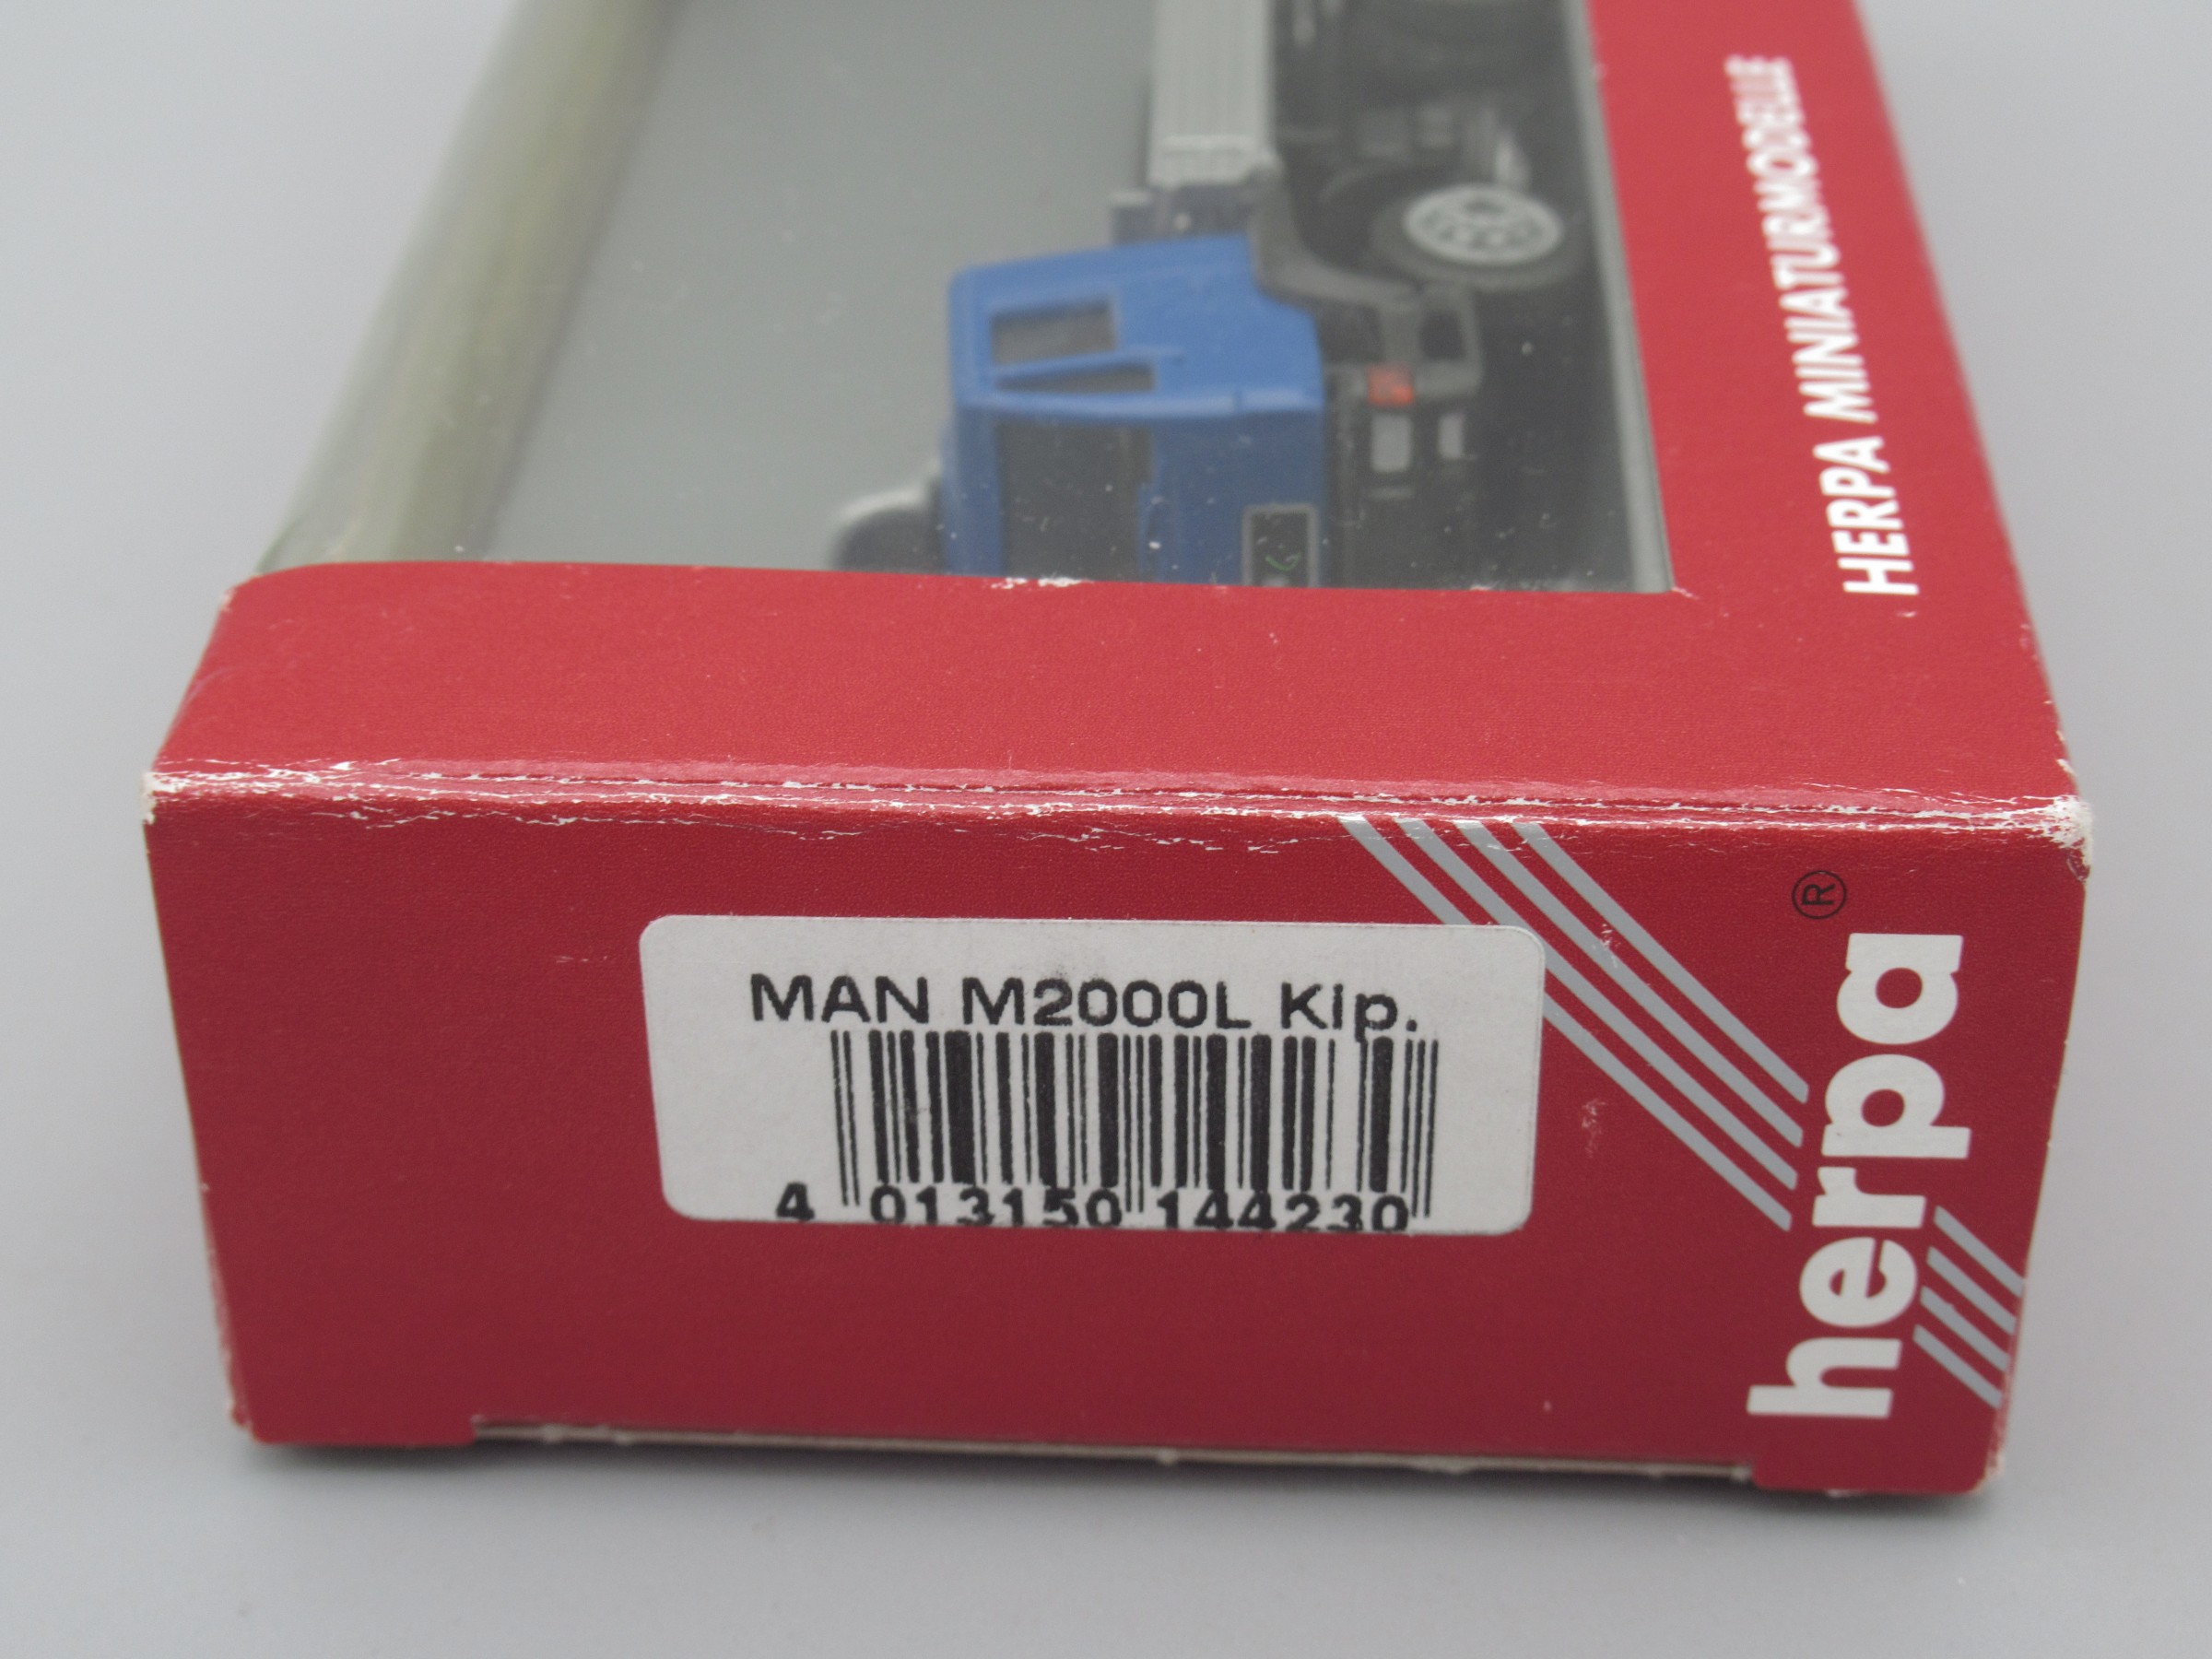 HERPA MINIATURMODELLE
MAN M2000L Kip.
4 013150 144230
herpa®